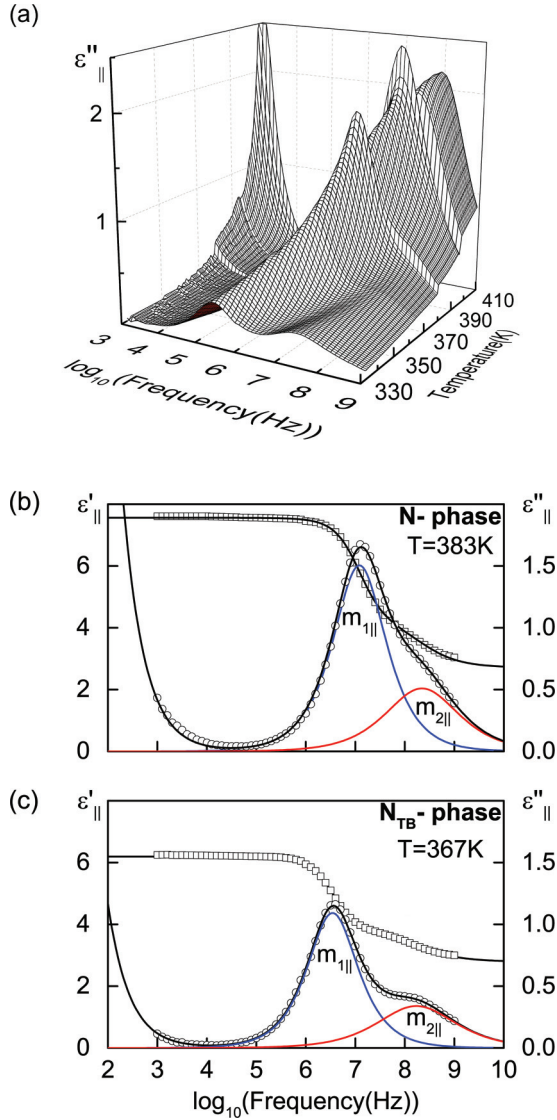 (a)
ε''∥
2
1
3 4 5 6 7 8 9
log10(Frequency(Hz))
330 350 370 390 410
Temperature(K)
(b)
ε'∥
N- phase
T=383K
ε''∥
6
4
2
0
1.5
1.0
0.5
0.0
m1∥
m2∥
(c)
ε'∥
NTB- phase
T=367K
ε''∥
6
4
2
0
1.5
1.0
0.5
0.0
m1∥
m2∥
2 3 4 5 6 7 8 9 10
log10(Frequency(Hz))